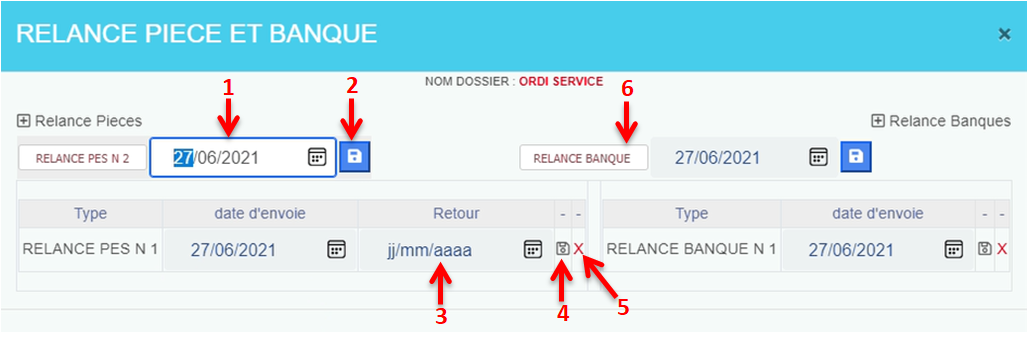 RELANCE PIECE ET BANQUE ×
NOM DOSSIER : ORDI SERVICE
1 2 6
Relance Pieces Relance Banques
RELANCE PES N 2 27/06/2021 RELANCE BANQUE 27/06/2021
Type date d'envoie Retour - - Type date d'envoie - -
RELANCE PES N 1 27/06/2021 jj/mm/aaaa X RELANCE BANQUE N 1 27/06/2021 X
3 4 5